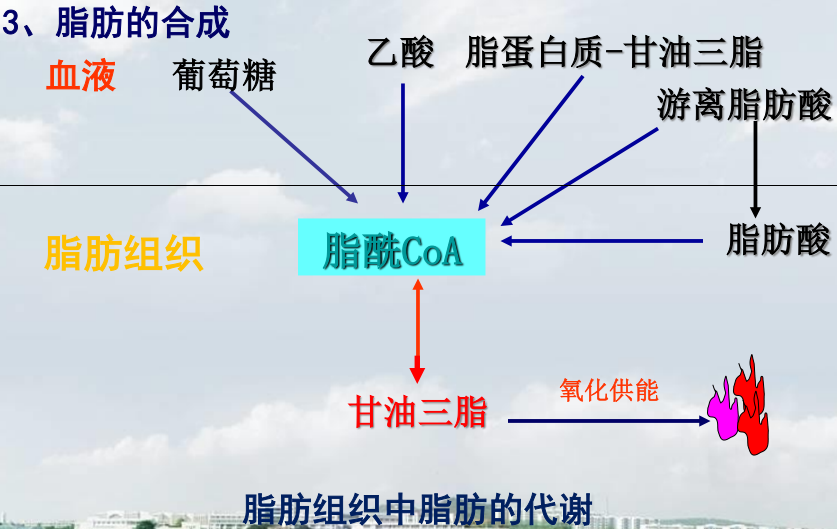 3、脂肪的合成
血液 葡萄糖 乙酸 脂蛋白质-甘油三脂
游离脂肪酸
脂肪组织 脂酰CoA 脂肪酸
甘油三脂 氧化供能
脂肪组织中脂肪的代谢